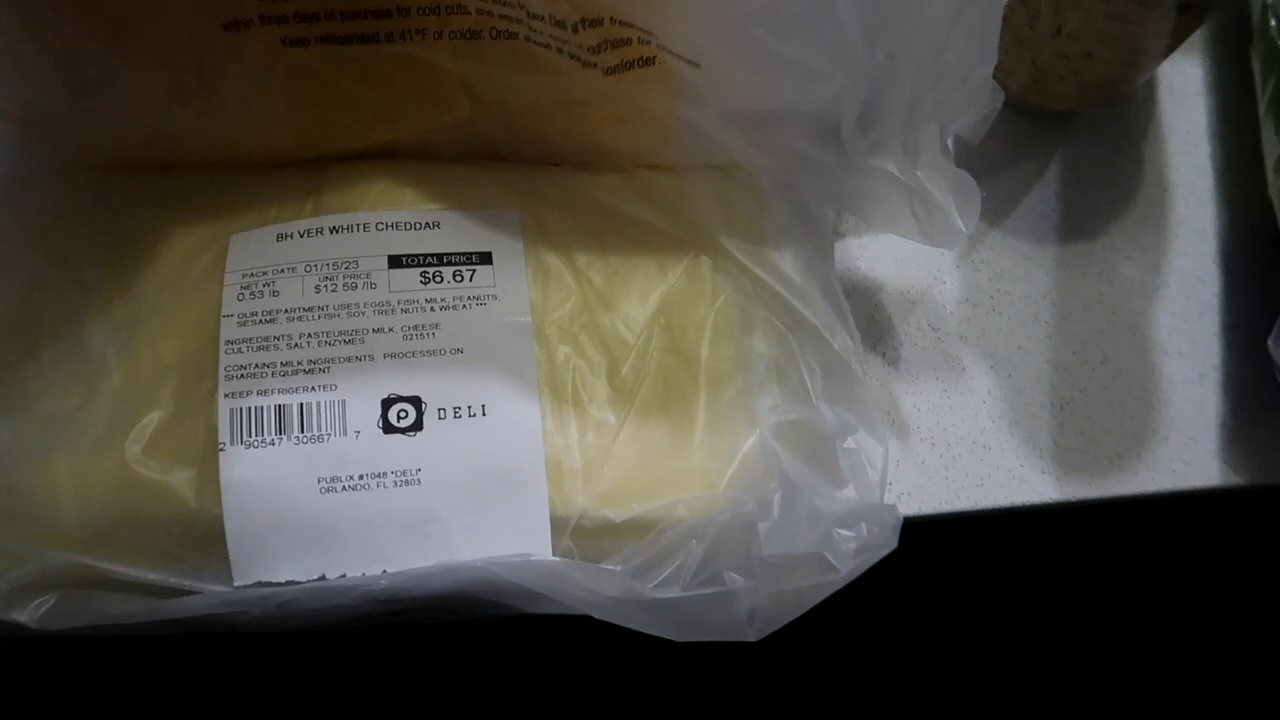 within three days of purchase for cold cuts,
Keep refrigerated at 41°F or colder. Order
BH VER WHITE CHEDDAR
PACK DATE 01/15/23
TOTAL PRICE
NET WT
UNIT PRICE
$6.67
0.53 lb
$12.59 /lb
*** OUR DEPARTMENT USES EGGS, FISH, MILK, PEANUTS,
SESAME, SHELLFISH, SOY, TREE NUTS & WHEAT ***
INGREDIENTS PASTEURIZED MILK, CHEESE
CULTURES, SALT, ENZYMES 021511
CONTAINS MILK INGREDIENTS PROCESSED ON
SHARED EQUIPMENT
KEEP REFRIGERATED
P DELI
2 90547 30667 7
PUBLIX #1048 "DELI"
ORLANDO, FL 32803